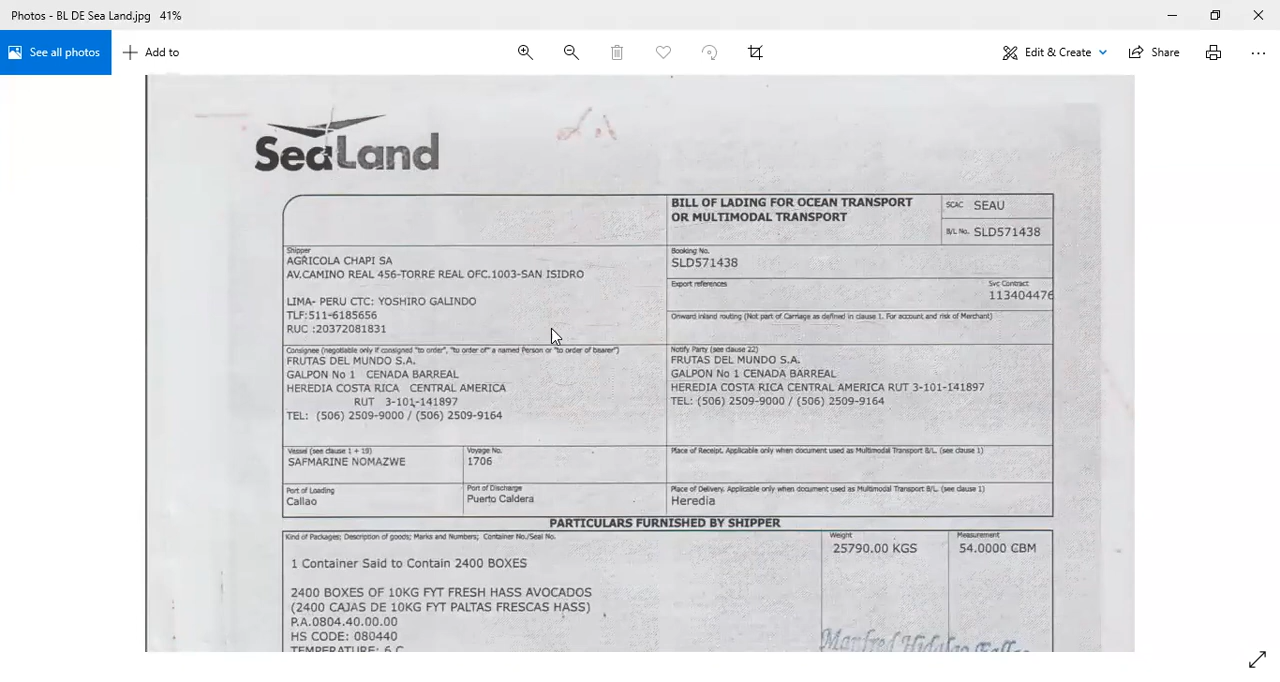 Photos - BL DE Sea Land.jpg 41%
See all photos
Add to
Edit & Create
Share
SeaLand
BILL OF LADING FOR OCEAN TRANSPORT
OR MULTIMODAL TRANSPORT
SCAC SEAU
B/L No. SLD571438
Shipper
AGRICOLA CHAPI SA
AV.CAMINO REAL 456-TORRE REAL OFC.1003-SAN ISIDRO
LIMA- PERU CTC: YOSHIRO GALINDO
TLF:511-6185656
RUC :20372081831
Booking No.
SLD571438
Export references
Svc Contract
113404476
Onward inland routing (Not part of Carriage as defined in clause 1. For account and risk of Merchant)
Consignee (negotiable only if consigned "to order", "to order of" a named Person or "to order of bearer")
FRUTAS DEL MUNDO S.A.
GALPON No 1 CENADA BARREAL
HEREDIA COSTA RICA CENTRAL AMERICA
RUT 3-101-141897
TEL: (506) 2509-9000 / (506) 2509-9164
Notify Party (see clause 22)
FRUTAS DEL MUNDO S.A.
GALPON No 1 CENADA BARREAL
HEREDIA COSTA RICA CENTRAL AMERICA RUT 3-101-141897
TEL: (506) 2509-9000 / (506) 2509-9164
Vessel (see clause 1 + 19)
SAFMARINE NOMAZWE
Voyage No.
1706
Place of Receipt. Applicable only when document used as Multimodal Transport B/L. (see clause 1)
Port of Loading
Callao
Port of Discharge
Puerto Caldera
Place of Delivery. Applicable only when document used as Multimodal Transport B/L. (see clause 1)
Heredia
PARTICULARS FURNISHED BY SHIPPER
Kind of Packages; Description of goods; Marks and Numbers; Container No./Seal No.
Weight
25790.00 KGS
Measurement
54.0000 CBM
1 Container Said to Contain 2400 BOXES
2400 BOXES OF 10KG FYT FRESH HASS AVOCADOS
(2400 CAJAS DE 10KG FYT PALTAS FRESCAS HASS)
P.A.0804.40.00.00
HS CODE: 080440
TEMPERATURE: 6 C
Manfred Hidalgo